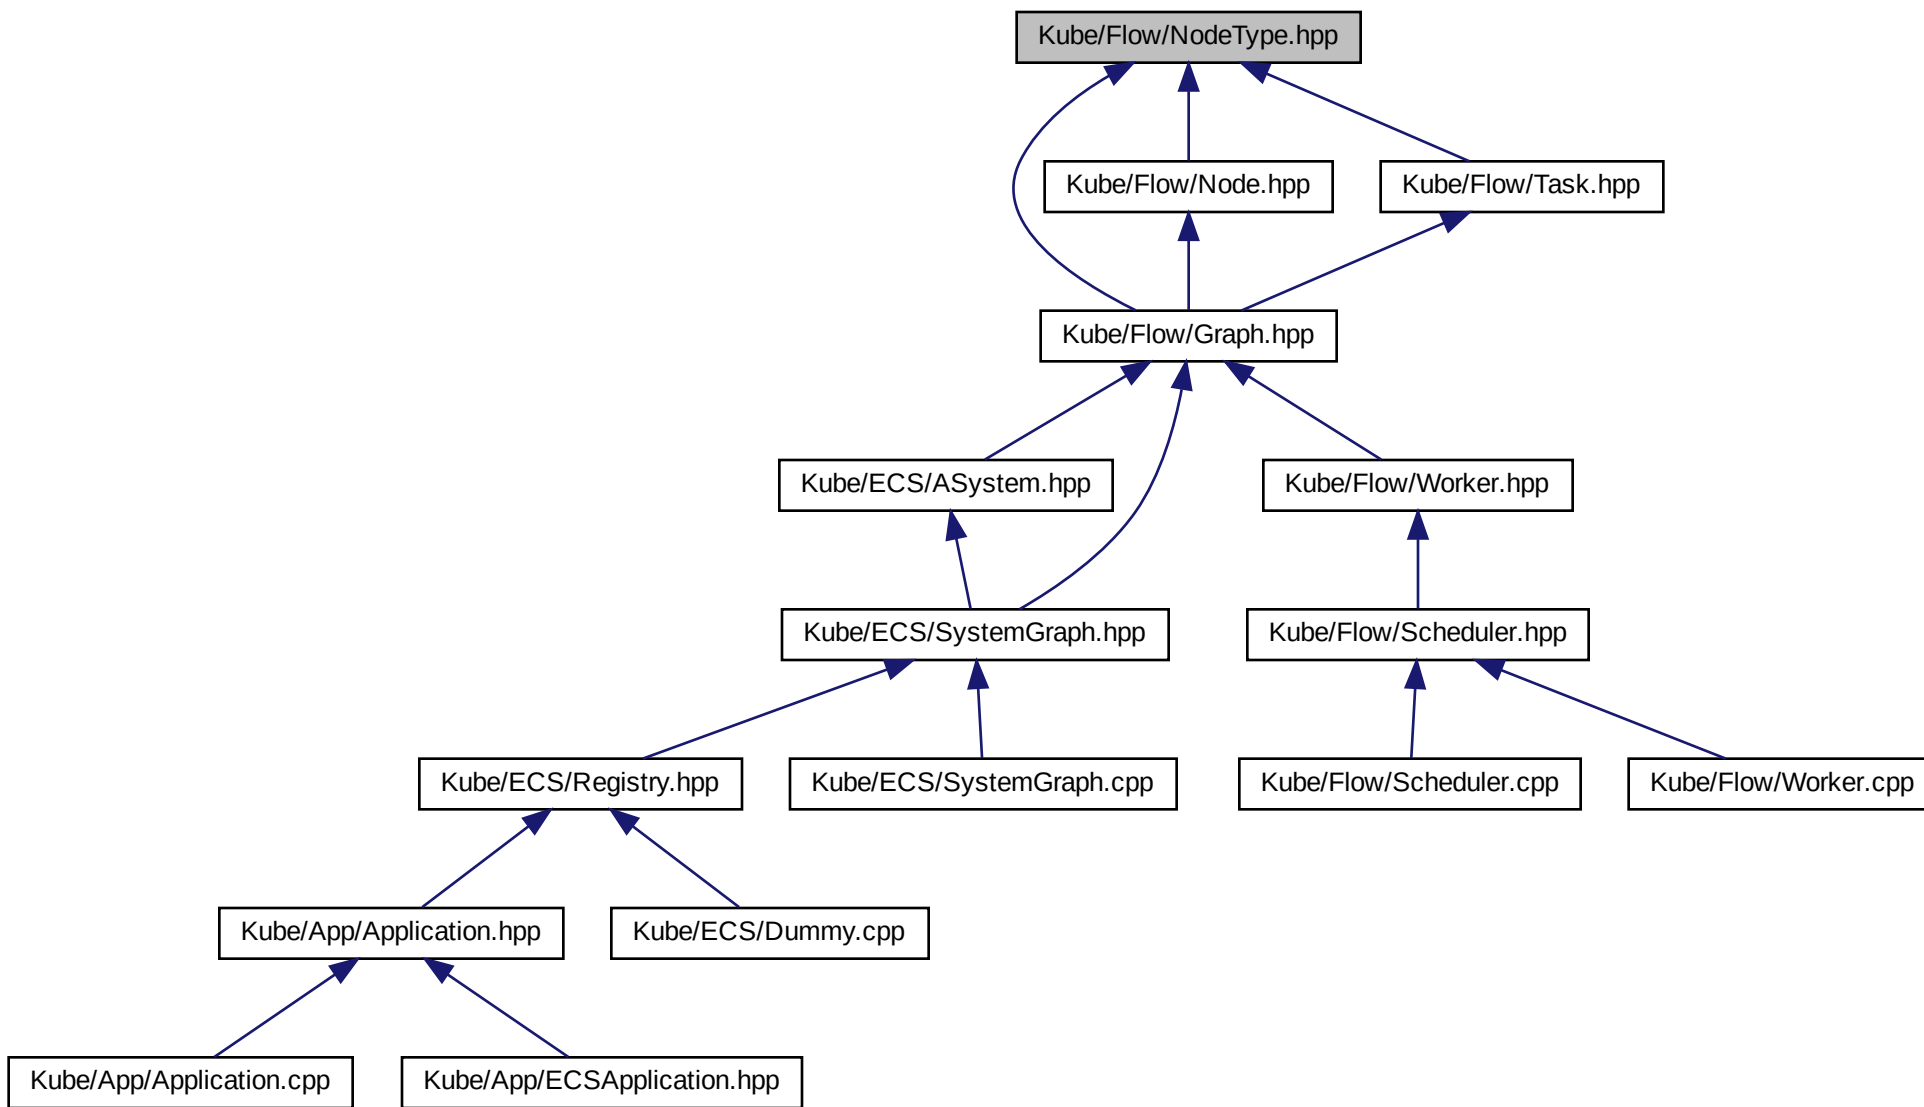 Kube/Flow/NodeType.hpp
Kube/Flow/Node.hpp
Kube/Flow/Task.hpp
Kube/Flow/Graph.hpp
Kube/ECS/ASystem.hpp
Kube/Flow/Worker.hpp
Kube/ECS/SystemGraph.hpp
Kube/Flow/Scheduler.hpp
Kube/ECS/Registry.hpp
Kube/ECS/SystemGraph.cpp
Kube/Flow/Scheduler.cpp
Kube/Flow/Worker.cpp
Kube/App/Application.hpp
Kube/ECS/Dummy.cpp
Kube/App/Application.cpp
Kube/App/ECSApplication.hpp